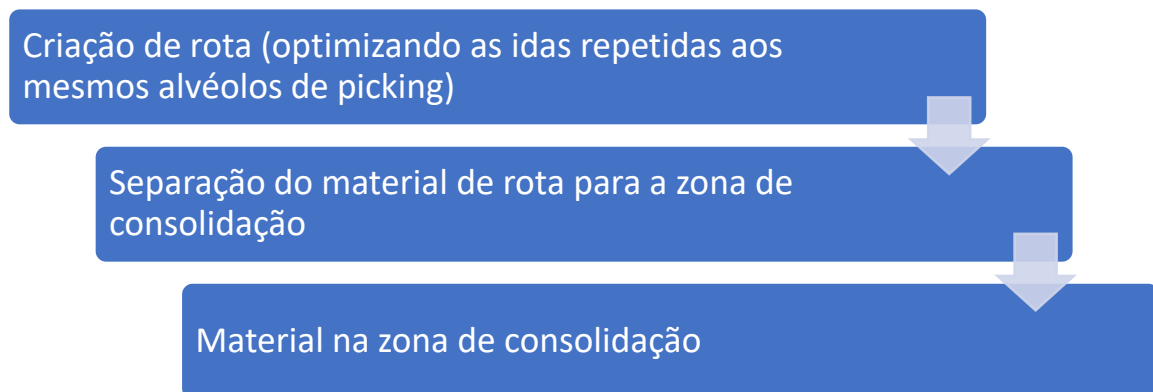 Criação de rota (optimizando as idas repetidas aos
mesmos alvéolos de picking)
Separação do material de rota para a zona de
consolidação
Material na zona de consolidação